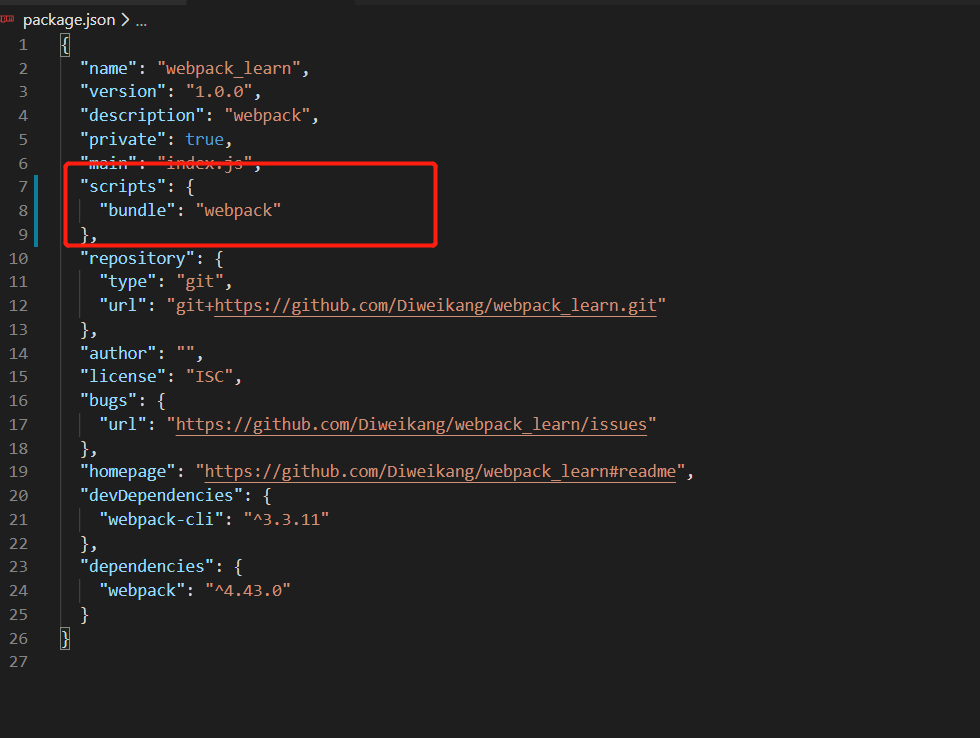 package.json > ...
1 {
2 "name": "webpack_learn",
3 "version": "1.0.0",
4 "description": "webpack",
5 "private": true,
6 "main": "index.js",
7 "scripts": {
8 "bundle": "webpack"
9 },
10 "repository": {
11 "type": "git",
12 "url": "git+https://github.com/Diweikang/webpack_learn.git"
13 },
14 "author": "",
15 "license": "ISC",
16 "bugs": {
17 "url": "https://github.com/Diweikang/webpack_learn/issues"
18 },
19 "homepage": "https://github.com/Diweikang/webpack_learn#readme",
20 "devDependencies": {
21 "webpack-cli": "^3.3.11"
22 },
23 "dependencies": {
24 "webpack": "^4.43.0"
25 }
26 }
27